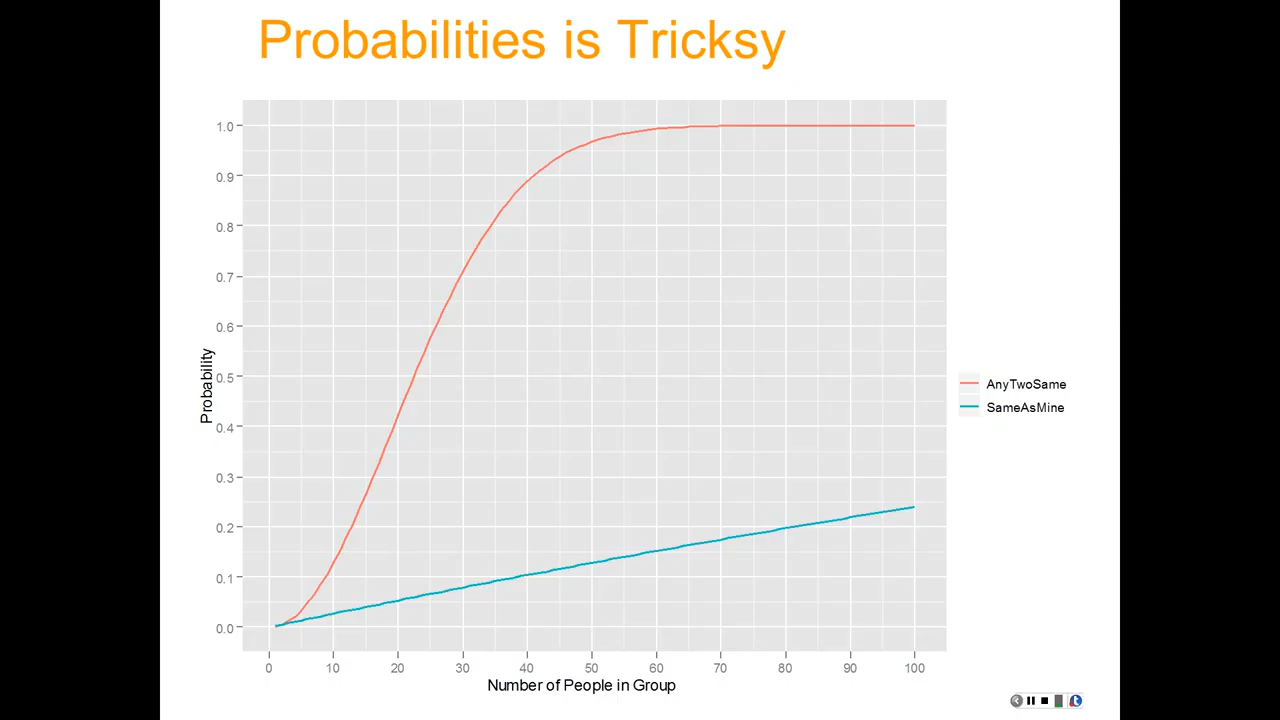 Probabilities is Tricksy
1.0
0.9
0.8
0.7
0.6
0.5
0.4
0.3
0.2
0.1
0.0
Probability
0 10 20 30 40 50 60 70 80 90 100
Number of People in Group
AnyTwoSame
SameAsMine
t